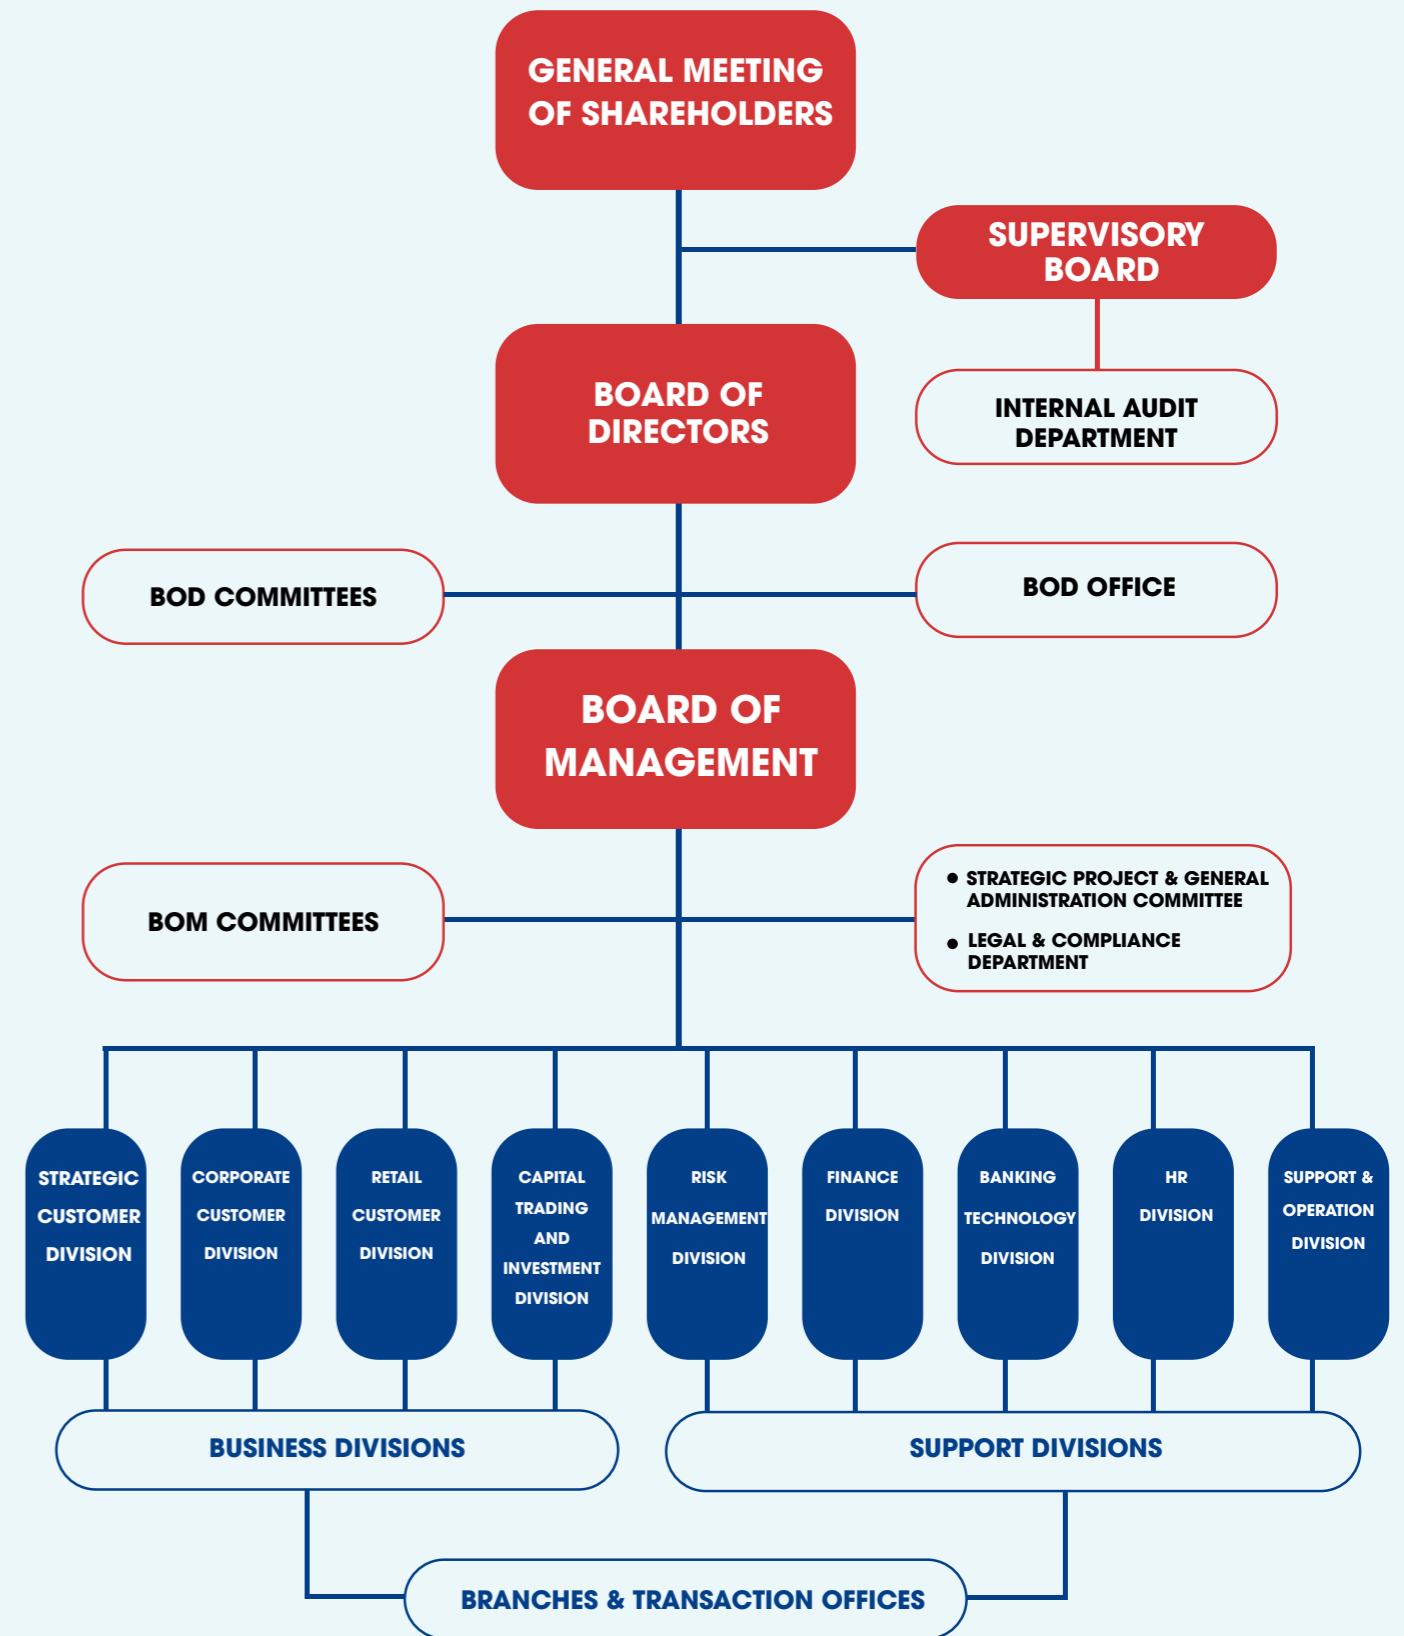 GENERAL MEETING
OF SHAREHOLDERS
SUPERVISORY
BOARD
BOARD OF
DIRECTORS
INTERNAL AUDIT
DEPARTMENT
BOD COMMITTEES
BOD OFFICE
BOARD OF
MANAGEMENT
BOM COMMITTEES
● STRATEGIC PROJECT & GENERAL
ADMINISTRATION COMMITTEE
● LEGAL & COMPLIANCE
DEPARTMENT
STRATEGIC
CUSTOMER
DIVISION
CORPORATE
CUSTOMER
DIVISION
RETAIL
CUSTOMER
DIVISION
CAPITAL
TRADING
AND
INVESTMENT
DIVISION
RISK
MANAGEMENT
DIVISION
FINANCE
DIVISION
BANKING
TECHNOLOGY
DIVISION
HR
DIVISION
SUPPORT &
OPERATION
DIVISION
BUSINESS DIVISIONS
SUPPORT DIVISIONS
BRANCHES & TRANSACTION OFFICES